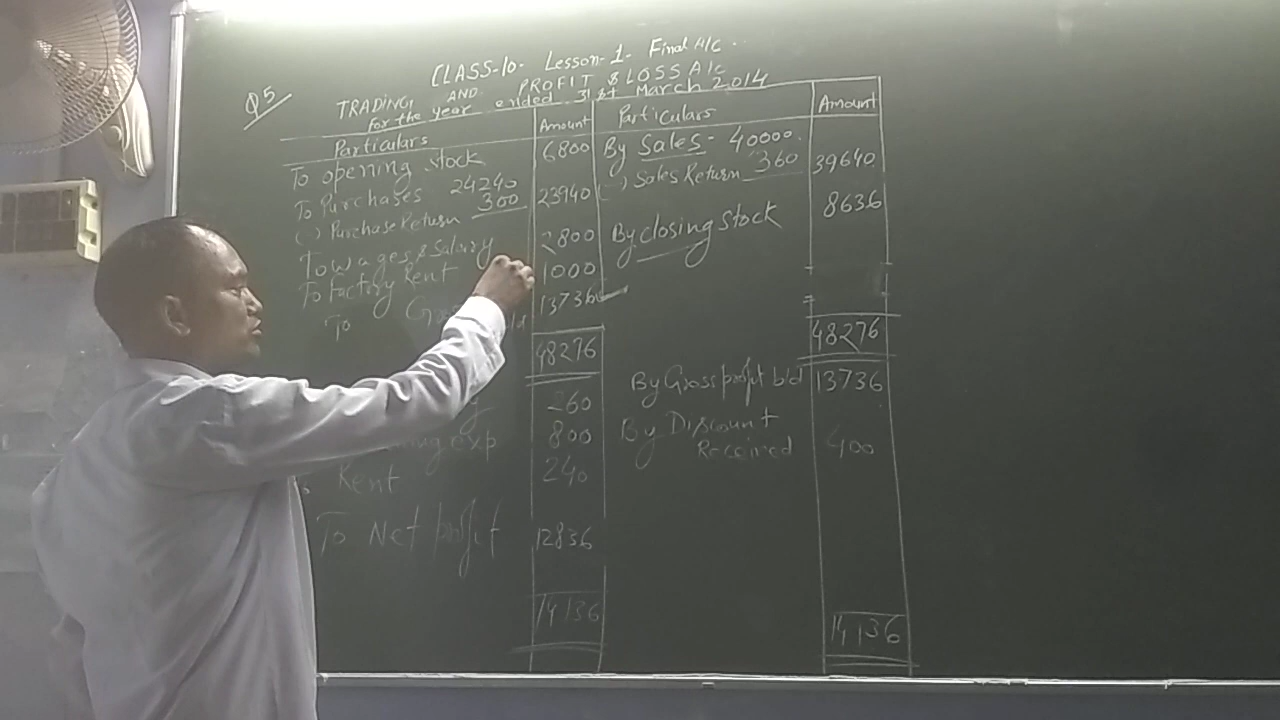 CLASS-10- Lesson-1- Final A/c
Q5
TRADING, AND PROFIT & LOSS A/c
for the year ended 31st March 2014
Particulars Amount Particulars Amount
To opening stock 6800 By Sales - 40000
To Purchases 24240 (-) Sales Return 360 39640
(-) Purchase Return 300 23940
To wages & Salary 2800 By closing stock 8636
To factory Rent 1000
To 13736
48276 48276
260 By Gross profit b/d 13736
exp 800 By Discount
Rent 240 Received 400
To Net profit 12836
14136 14136